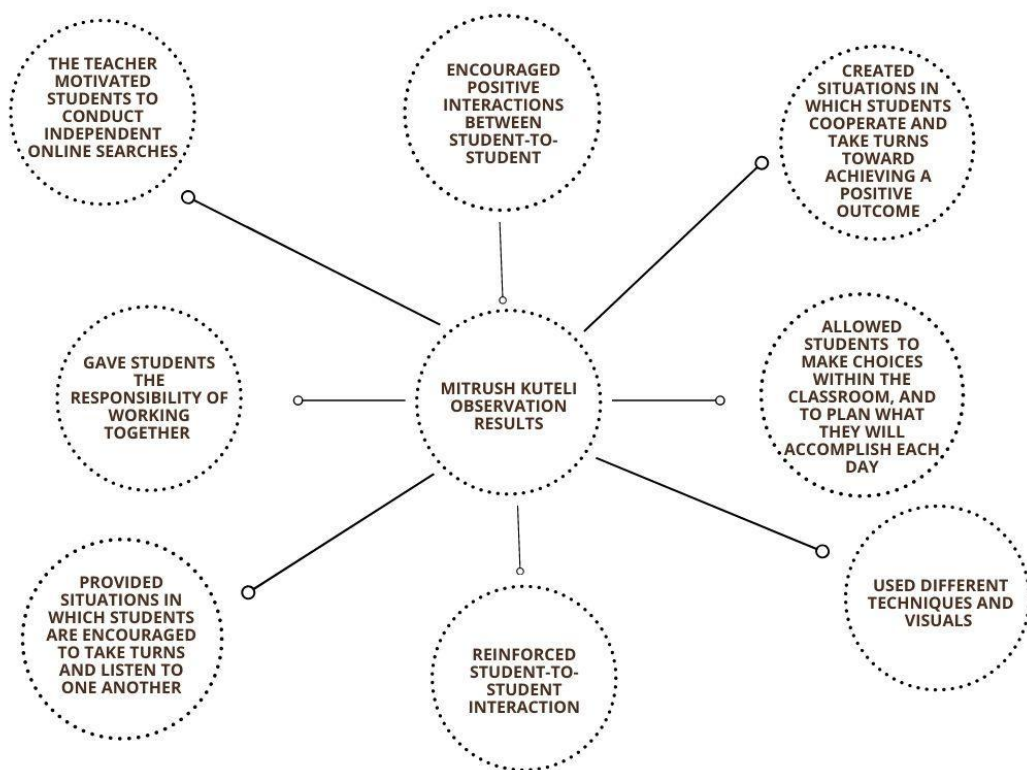 THE TEACHER
MOTIVATED
STUDENTS TO
CONDUCT
INDEPENDENT
ONLINE SEARCHES
ENCOURAGED
POSITIVE
INTERACTIONS
BETWEEN
STUDENT-TO-
STUDENT
CREATED
SITUATIONS IN
WHICH STUDENTS
COOPERATE AND
TAKE TURNS
TOWARD
ACHIEVING A
POSITIVE
OUTCOME
GAVE STUDENTS
THE
RESPONSIBILITY OF
WORKING
TOGETHER
MITRUSH KUTELI
OBSERVATION
RESULTS
ALLOWED
STUDENTS TO
MAKE CHOICES
WITHIN THE
CLASSROOM, AND
TO PLAN WHAT
THEY WILL
ACCOMPLISH EACH
DAY
PROVIDED
SITUATIONS IN
WHICH STUDENTS
ARE ENCOURAGED
TO TAKE TURNS
AND LISTEN TO
ONE ANOTHER
REINFORCED
STUDENT-TO-
STUDENT
INTERACTION
USED DIFFERENT
TECHNIQUES AND
VISUALS